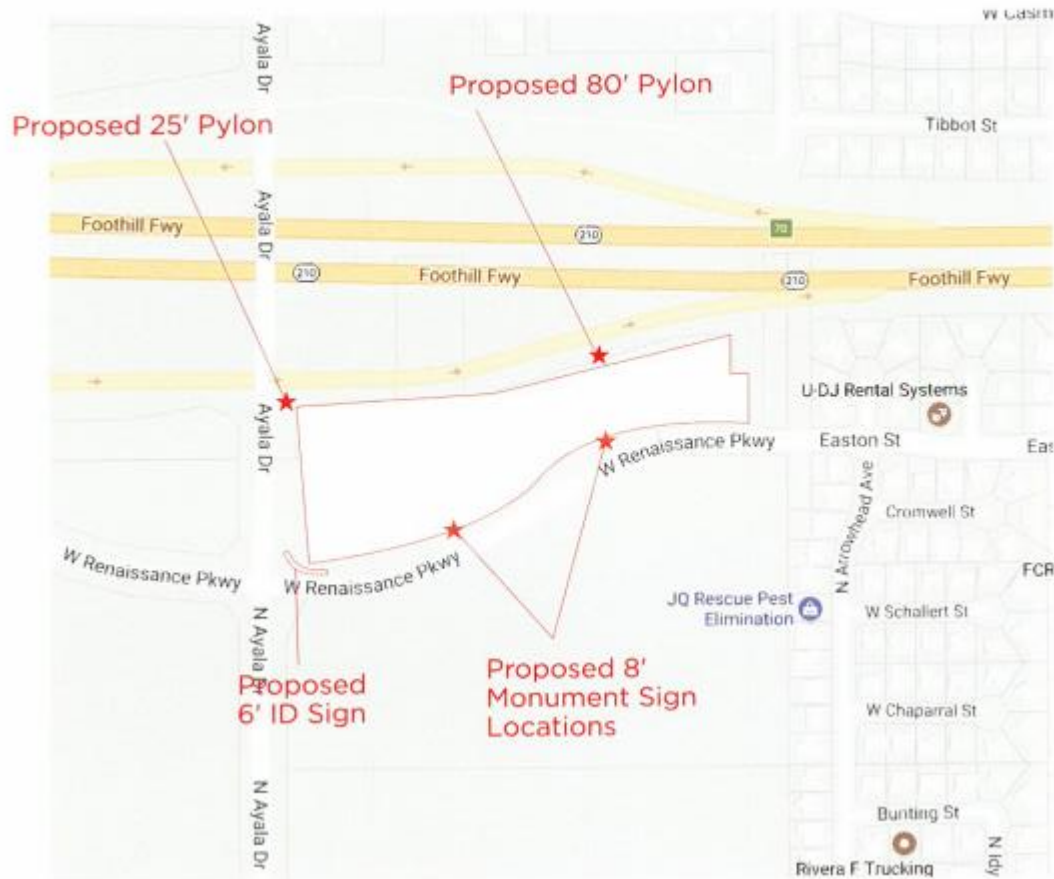 W Casm
Ayala Dr
Proposed 80' Pylon
Proposed 25' Pylon
Tibbot St
Ayala Dr
Foothill Fwy
210
70
210
Foothill Fwy
210
Foothill Fwy
U-DJ Rental Systems
Ayala Dr
W Renaissance Pkwy
Easton St
Eas
N Arrowhead Ave
Cromwell St
W Renaissance Pkwy
W Renaissance Pkwy
FCR
JQ Rescue Pest
Elimination
W Schallert St
N Ayala Dr
Proposed
6' ID Sign
Proposed 8'
Monument Sign
Locations
W Chaparral St
N Ayala Dr
Bunting St
N Idy
Rivera F Trucking